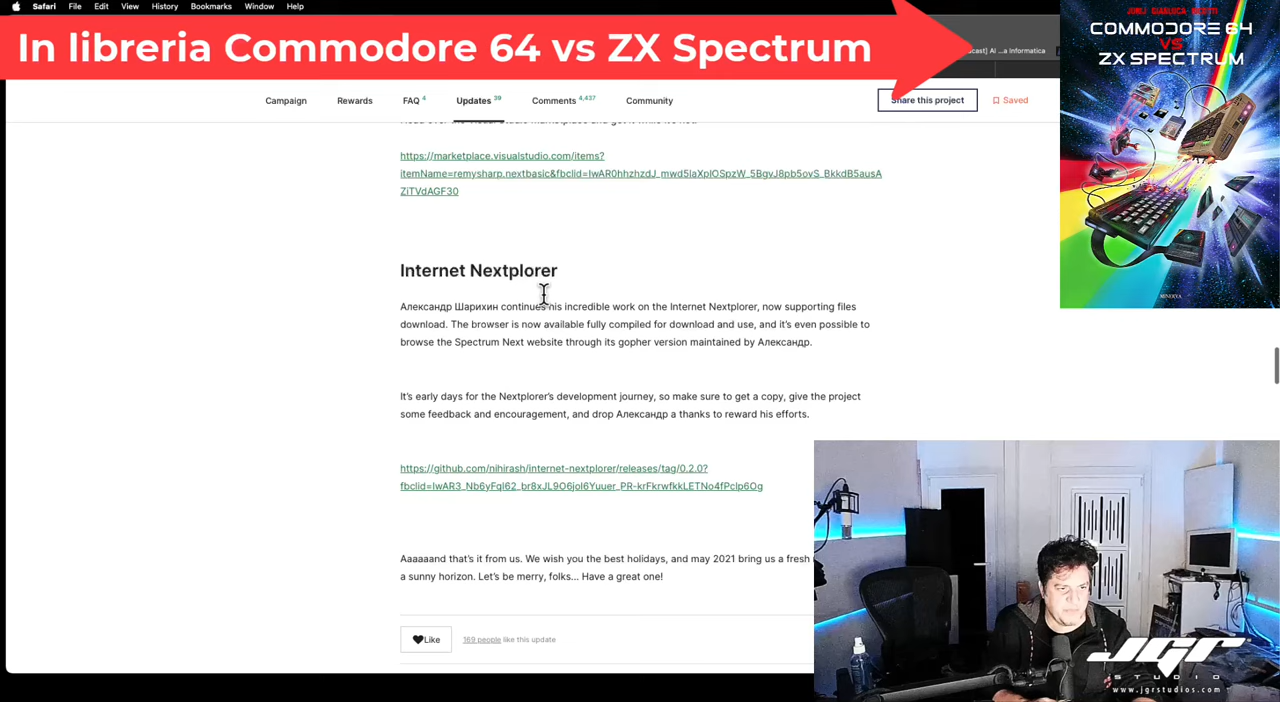 Safari File Edit View History Bookmarks Window Help
In libreria Commodore 64 vs ZX Spectrum
cast] AI ...a Informatica
COMMODORE 64
VS
ZX SPECTRUM
MINERVA
Campaign Rewards FAQ 4 Updates 39 Comments 4,437 Community Share this project Saved
https://marketplace.visualstudio.com/items?
itemName=remysharp.nextbasic&fbclid=IwAR0hhzhzdJ_mwd5IaXpIOSpzW_5BgvJ8pb5ovS_BkkdB5ausA
ZiTVdAGF30
Internet Nextplorer
Александр Шарихин continues his incredible work on the Internet Nextplorer, now supporting files
download. The browser is now available fully compiled for download and use, and it's even possible to
browse the Spectrum Next website through its gopher version maintained by Александр.
It's early days for the Nextplorer's development journey, so make sure to get a copy, give the project
some feedback and encouragement, and drop Александр a thanks to reward his efforts.
https://github.com/nihirash/internet-nextplorer/releases/tag/0.2.0?
fbclid=IwAR3_Nb6yFqI62_br8xJL9O6joI6Yuuer_PR-krFkrwfkkLETNo4fPclp6Og
Aaaaaand that's it from us. We wish you the best holidays, and may 2021 bring us a fresh
a sunny horizon. Let's be merry, folks... Have a great one!
Like 169 people like this update
JGR
STUDIO
www.jgrstudios.com